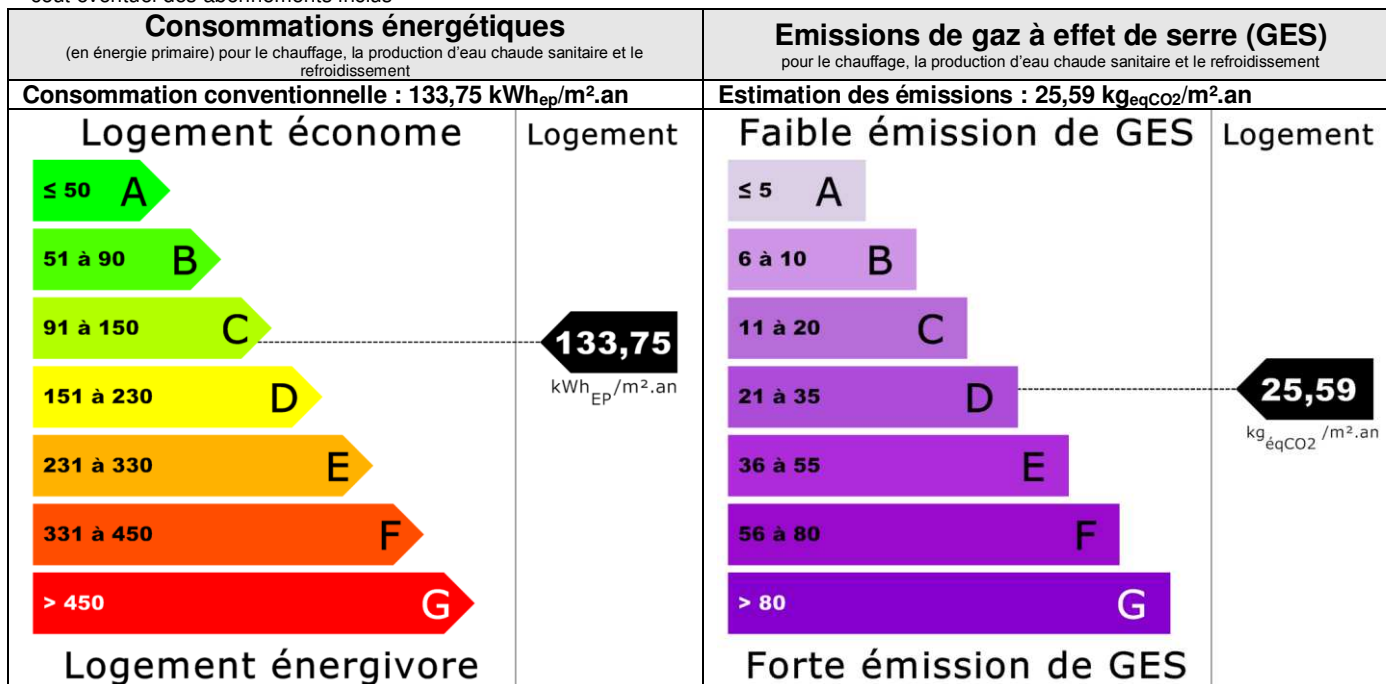 coût éventuel des abonnements inclus
Consommations énergétiques
(en énergie primaire) pour le chauffage, la production d'eau chaude sanitaire et le
refroidissement
Consommation conventionnelle : 133,75 kWhep/m².an
Logement économe
Logement
≤ 50 A
51 à 90 B
91 à 150 C
133,75
kWhEP/m².an
151 à 230 D
231 à 330 E
331 à 450 F
> 450 G
Logement énergivore
Emissions de gaz à effet de serre (GES)
pour le chauffage, la production d'eau chaude sanitaire et le refroidissement
Estimation des émissions : 25,59 kgeqCO2/m².an
Faible émission de GES
Logement
≤ 5 A
6 à 10 B
11 à 20 C
21 à 35 D
25,59
kgéqCO2 /m².an
36 à 55 E
56 à 80 F
> 80 G
Forte émission de GES